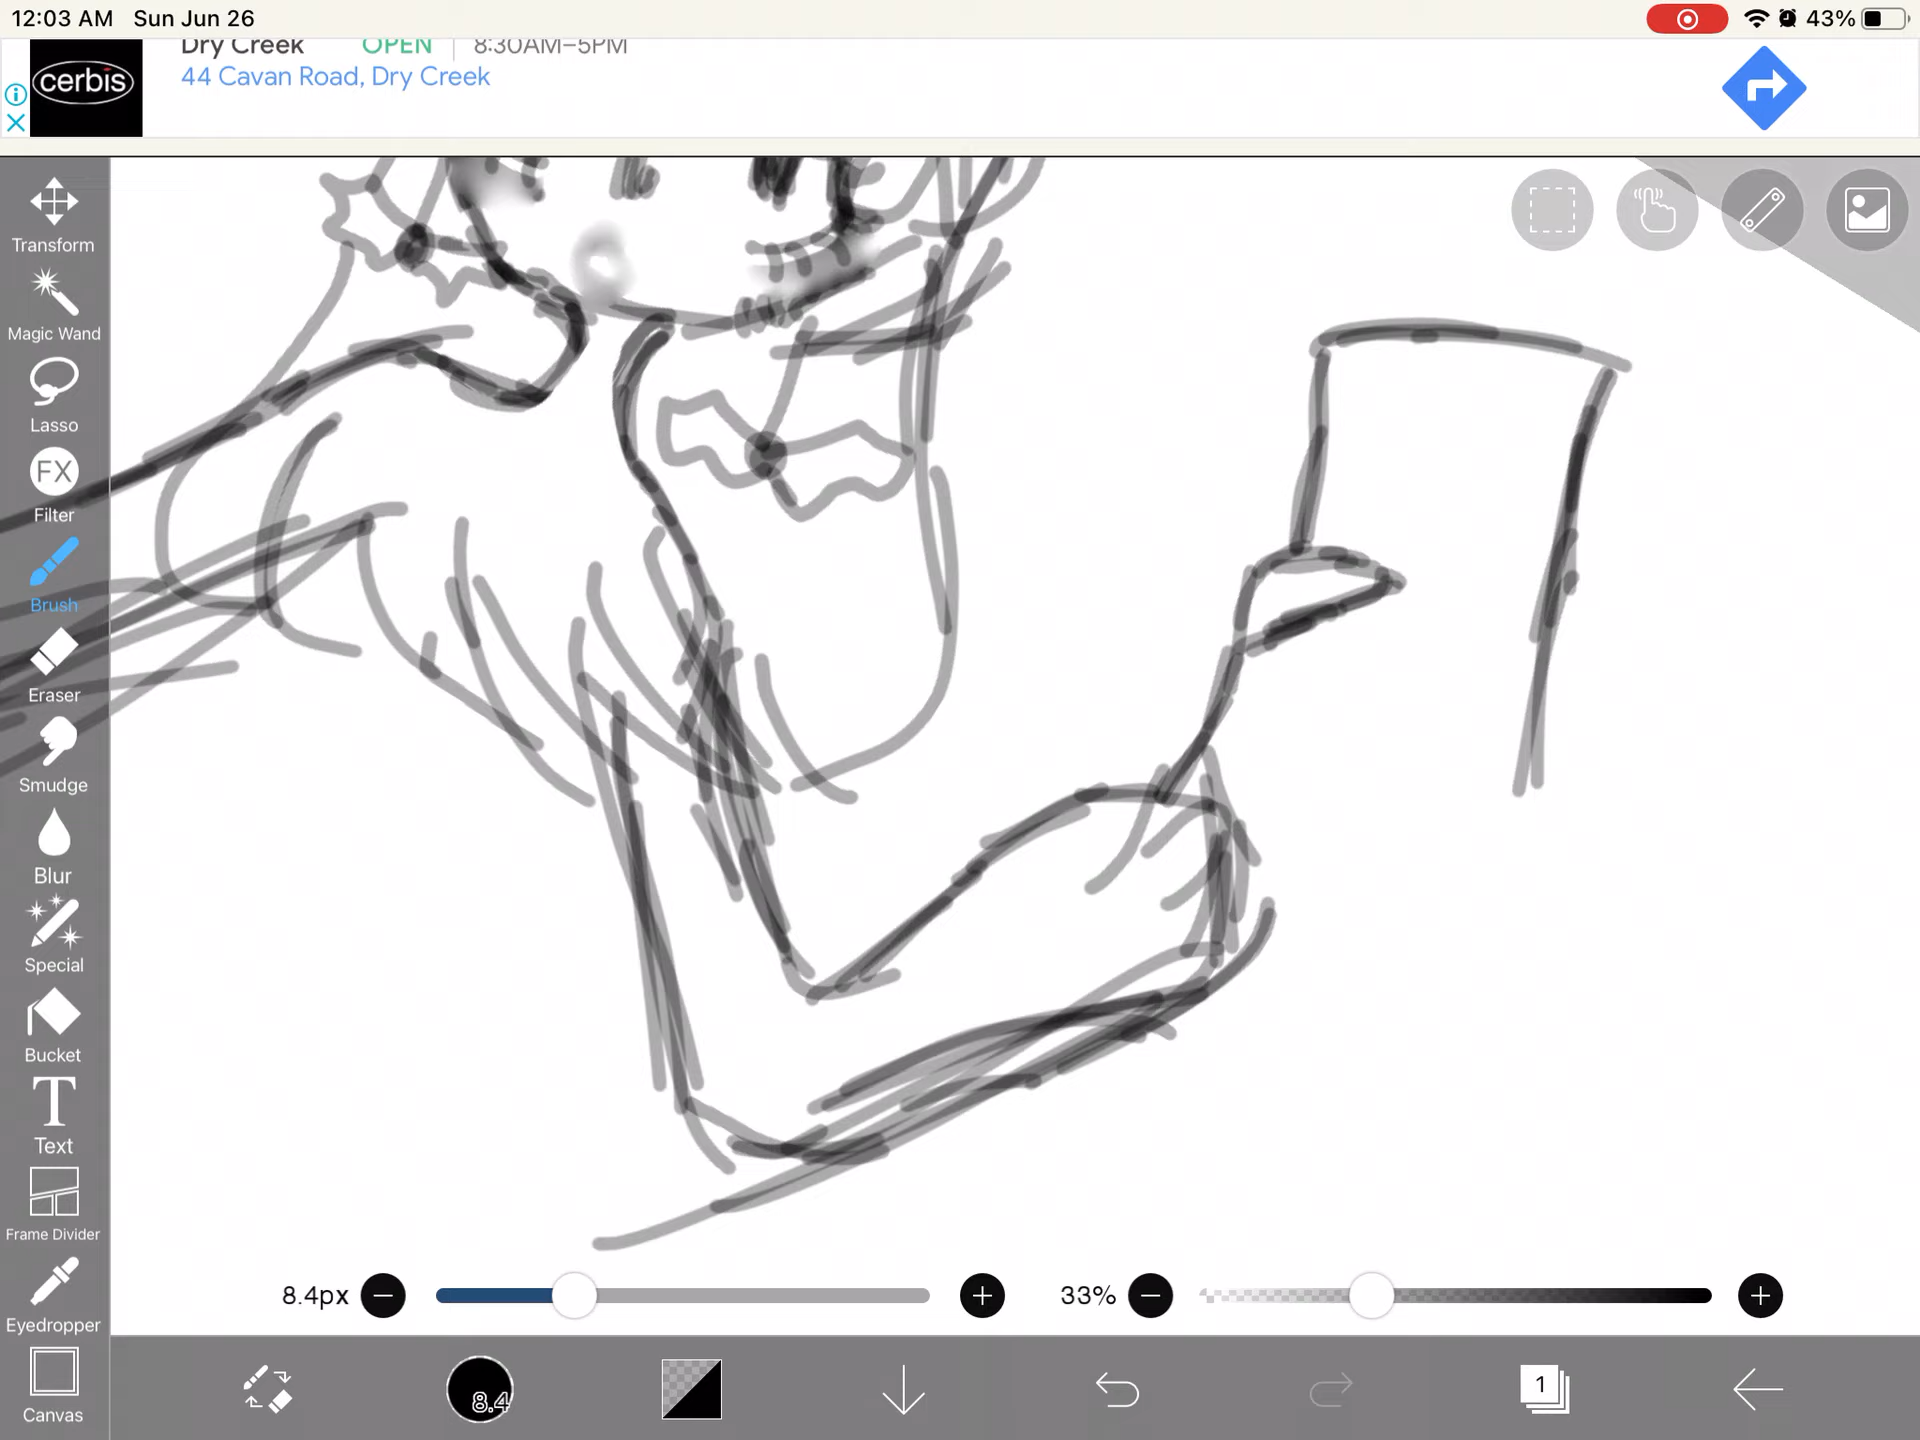 12:03 AM Sun Jun 26
43%
Dry Creek OPEN 8:30AM–5PM
cerbis
44 Cavan Road, Dry Creek
Transform
Magic Wand
Lasso
FX
Filter
Brush
Eraser
Smudge
Blur
Special
Bucket
T
Text
Frame Divider
Eyedropper
Canvas
8.4px
33%
8.4
1